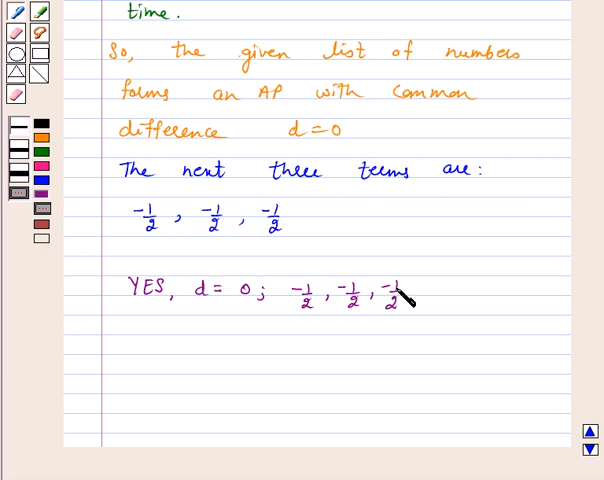 time.
So, the given list of numbers
forms an AP with common
difference d=0
The next three terms are:
-1/2, -1/2, -1/2
YES, d= 0; -1/2, -1/2, -1/2